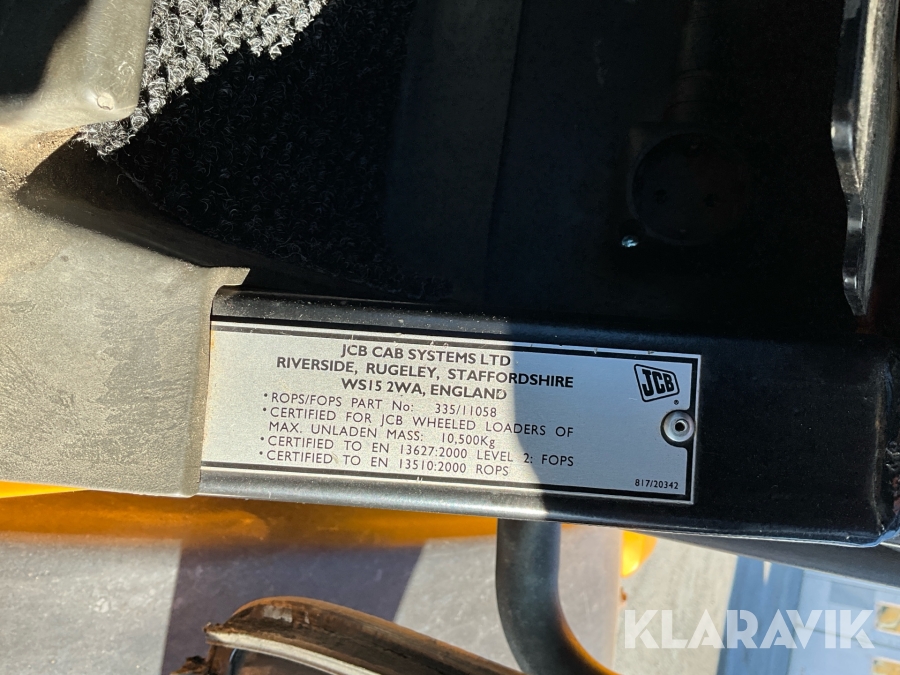 JCB CAB SYSTEMS LTD
RIVERSIDE, RUGELEY, STAFFORDSHIRE
WS15 2WA, ENGLAND
JCB
®
• ROPS/FOPS PART No: 335/11058
• CERTIFIED FOR JCB WHEELED LOADERS OF
MAX. UNLADEN MASS: 10,500Kg
• CERTIFIED TO EN 13627:2000 LEVEL 2: FOPS
• CERTIFIED TO EN 13510:2000 ROPS
817/20342
KLARAVIK